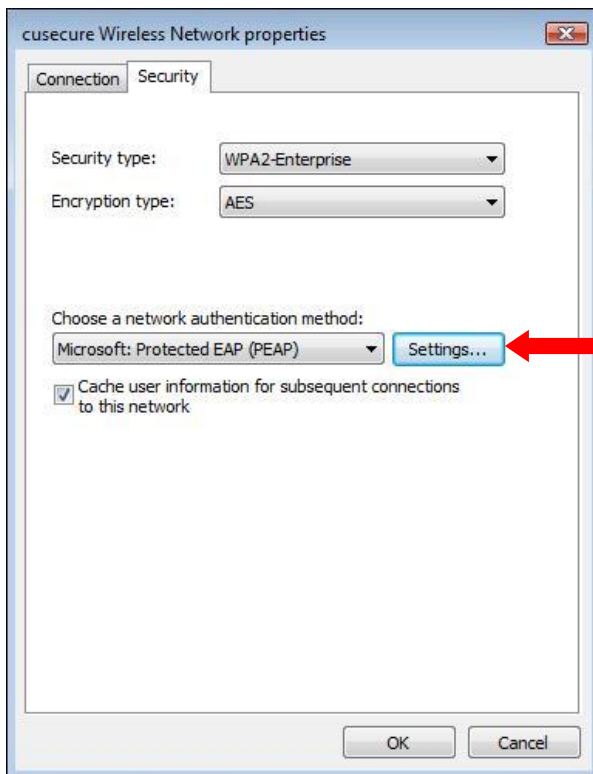 cusecure Wireless Network properties
Connection Security
Security type: WPA2-Enterprise
Encryption type: AES
Choose a network authentication method:
Microsoft: Protected EAP (PEAP) Settings...
Cache user information for subsequent connections
to this network
OK Cancel